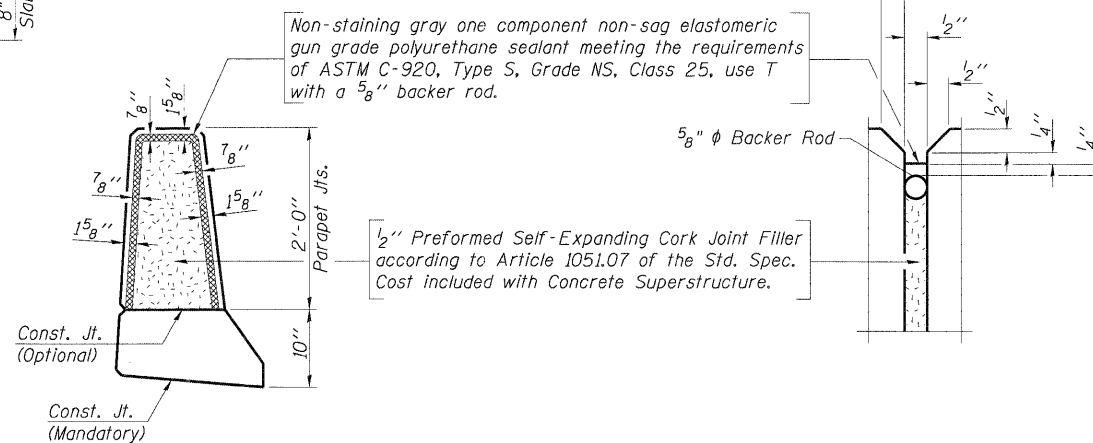 8"
Slab
Non-staining gray one component non-sag elastomeric
gun grade polyurethane sealant meeting the requirements
of ASTM C-920, Type S, Grade NS, Class 25, use T
with a 5/8" backer rod.
1/2"
1/2"
1/2"
1/4"
1/4"
5/8" φ Backer Rod
7/8"
1 5/8"
7/8"
7/8"
1 5/8"
1 5/8"
2'-0"
Parapet Jts.
1/2" Preformed Self-Expanding Cork Joint Filler
according to Article 1051.07 of the Std. Spec.
Cost included with Concrete Superstructure.
Const. Jt.
(Optional)
10"
Const. Jt.
(Mandatory)